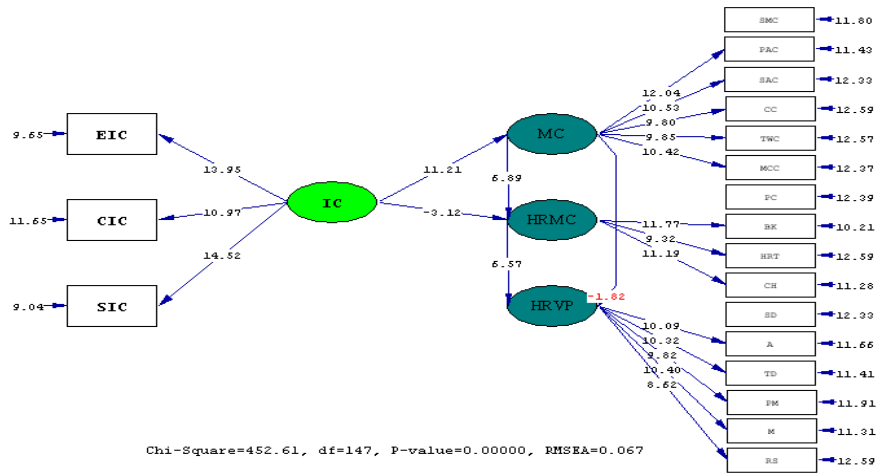 SMC 11.80
PAC 11.43
12.04
SAC 12.33
10.53
CC 12.59
9.80
9.65 EIC MC 9.85 TWC 12.57
10.42
13.95 11.21 MCC 12.37
6.89
IC PC 12.39
10.97 -3.12
11.65 CIC HRMC 11.77 BK 10.21
9.32
HRT 12.59
14.52 6.57 11.19
CH 11.28
-1.82
9.04 SIC HRVP SD 12.33
10.09
10.32 A 11.66
9.82
10.40 TD 11.41
8.62
PM 11.91
M 11.31
Chi-Square=452.61, df=147, P-value=0.00000, RMSEA=0.067
RS 12.59